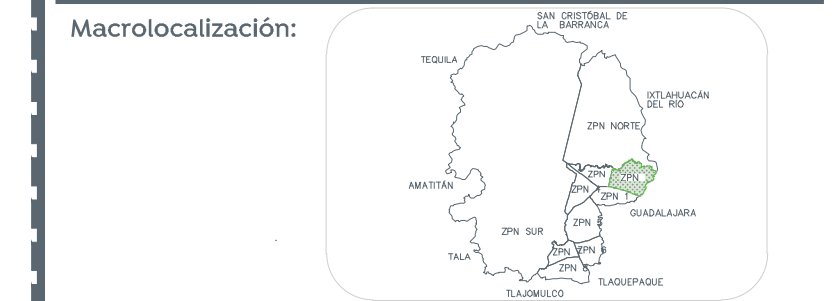 Macrolocalización:
SAN CRISTÓBAL DE
LA BARRANCA
TEQUILA
IXTLAHUACÁN
DEL RÍO
ZPN NORTE
ZPN
ZPN
AMATITÁN
ZPN
ZPN 1
GUADALAJARA
ZPN
ZPN SUR
ZPN
ZPN 6
TALA
ZPN
TLAQUEPAQUE
TLAJOMULCO